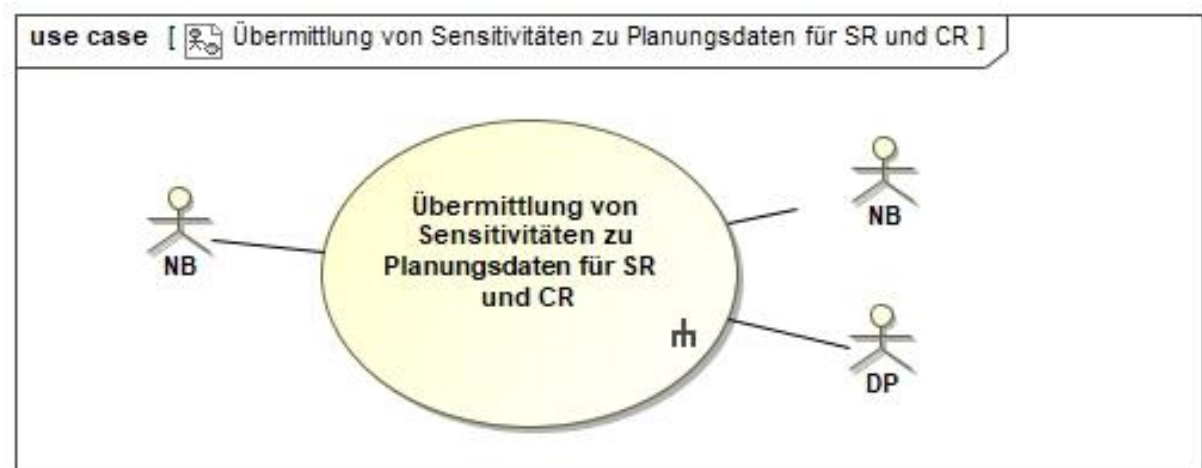 use case [ Übermittlung von Sensitivitäten zu Planungsdaten für SR und CR ]
NB
Übermittlung von
Sensitivitäten zu
Planungsdaten für SR
und CR
NB
DP